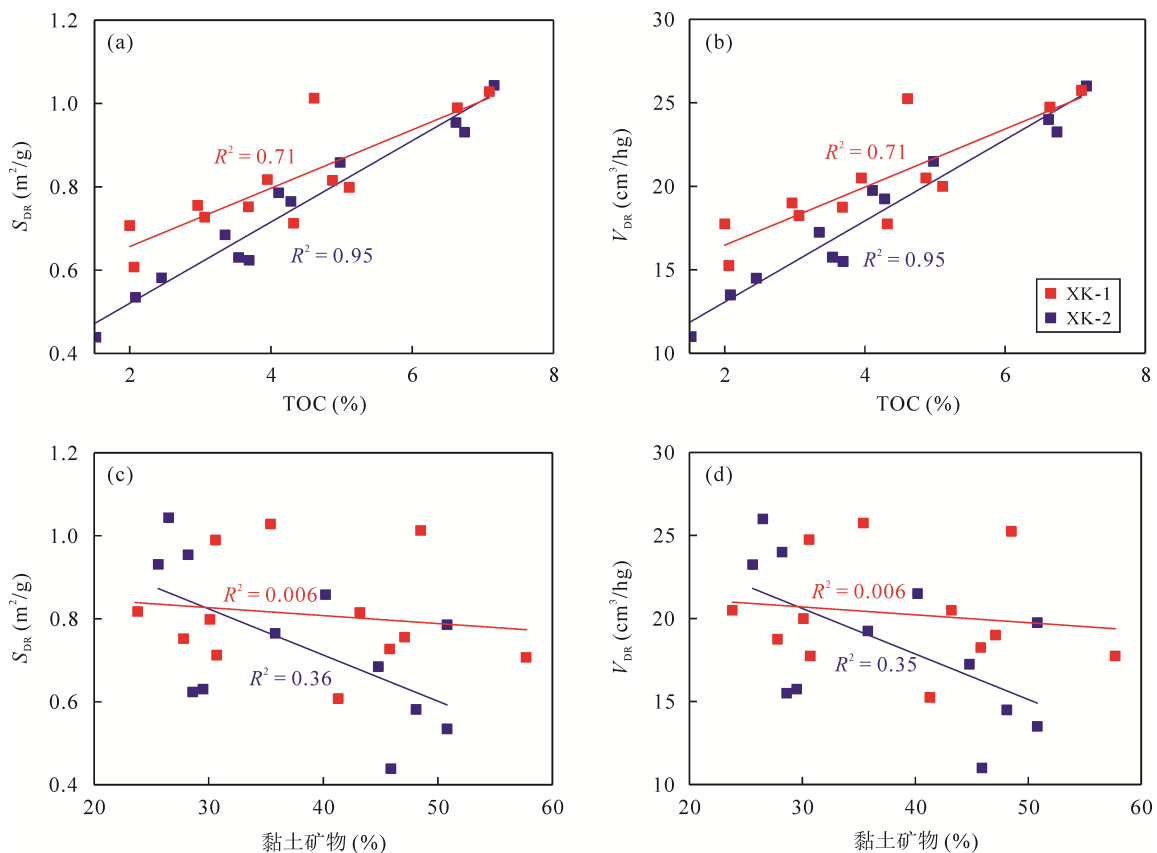 (a)
1.2
1.0
0.8
0.6
0.4
S_DR (m²/g)
R² = 0.71
R² = 0.95
2 4 6 8
TOC (%)
(b)
30
25
20
15
10
V_DR (cm³/hg)
R² = 0.71
R² = 0.95
XK-1
XK-2
2 4 6 8
TOC (%)
(c)
1.2
1.0
0.8
0.6
0.4
S_DR (m²/g)
R² = 0.006
R² = 0.36
20 30 40 50 60
黏土矿物 (%)
(d)
30
25
20
15
10
V_DR (cm³/hg)
R² = 0.006
R² = 0.35
20 30 40 50 60
黏土矿物 (%)